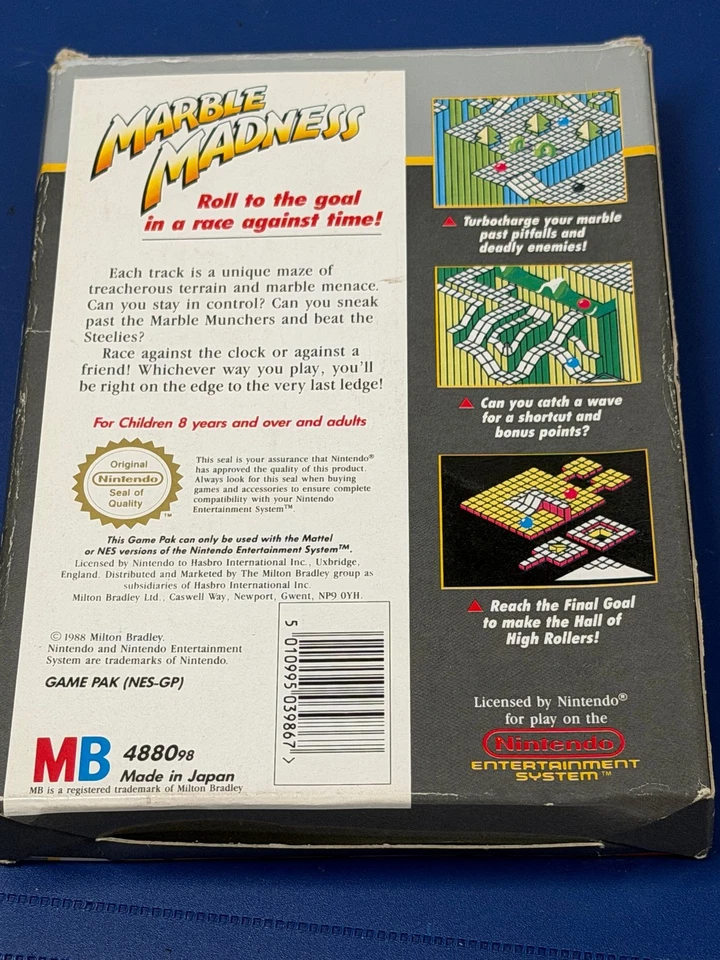 MARBLE
MADNESS
Roll to the goal
in a race against time!
Each track is a unique maze of
treacherous terrain and marble menace.
Can you stay in control? Can you sneak
past the Marble Munchers and beat the
Steelies?
Race against the clock or against a
friend! Whichever way you play, you'll
be right on the edge to the very last ledge!
For Children 8 years and over and adults
Original
Nintendo
Seal of
Quality
TM
This seal is your assurance that Nintendo®
has approved the quality of this product.
Always look for this seal when buying
games and accessories to ensure complete
compatibility with your Nintendo
Entertainment System™.
This Game Pak can only be used with the Mattel
or NES versions of the Nintendo Entertainment System™.
Licensed by Nintendo to Hasbro International Inc., Uxbridge,
England. Distributed and Marketed by The Milton Bradley group as
subsidiaries of Hasbro International Inc.
Milton Bradley Ltd., Caswell Way, Newport, Gwent, NP9 0YH.
© 1988 Milton Bradley.
Nintendo and Nintendo Entertainment
System are trademarks of Nintendo.
GAME PAK (NES-GP)
5 010995 039867 >
MB 488098
Made in Japan
MB is a registered trademark of Milton Bradley
Turbocharge your marble
past pitfalls and
deadly enemies!
Can you catch a wave
for a shortcut and
bonus points?
Reach the Final Goal
to make the Hall of
High Rollers!
Licensed by Nintendo®
for play on the
Nintendo
ENTERTAINMENT
SYSTEM™